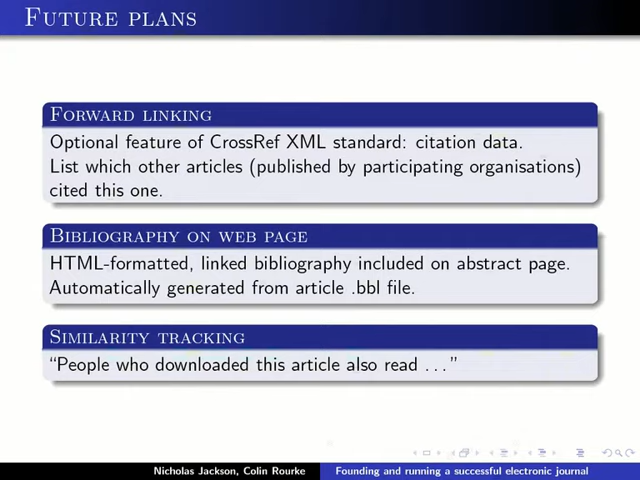 Future plans
Forward linking
Optional feature of CrossRef XML standard: citation data.
List which other articles (published by participating organisations)
cited this one.
Bibliography on web page
HTML-formatted, linked bibliography included on abstract page.
Automatically generated from article .bbl file.
Similarity tracking
“People who downloaded this article also read . . . ”
Nicholas Jackson, Colin Rourke
Founding and running a successful electronic journal